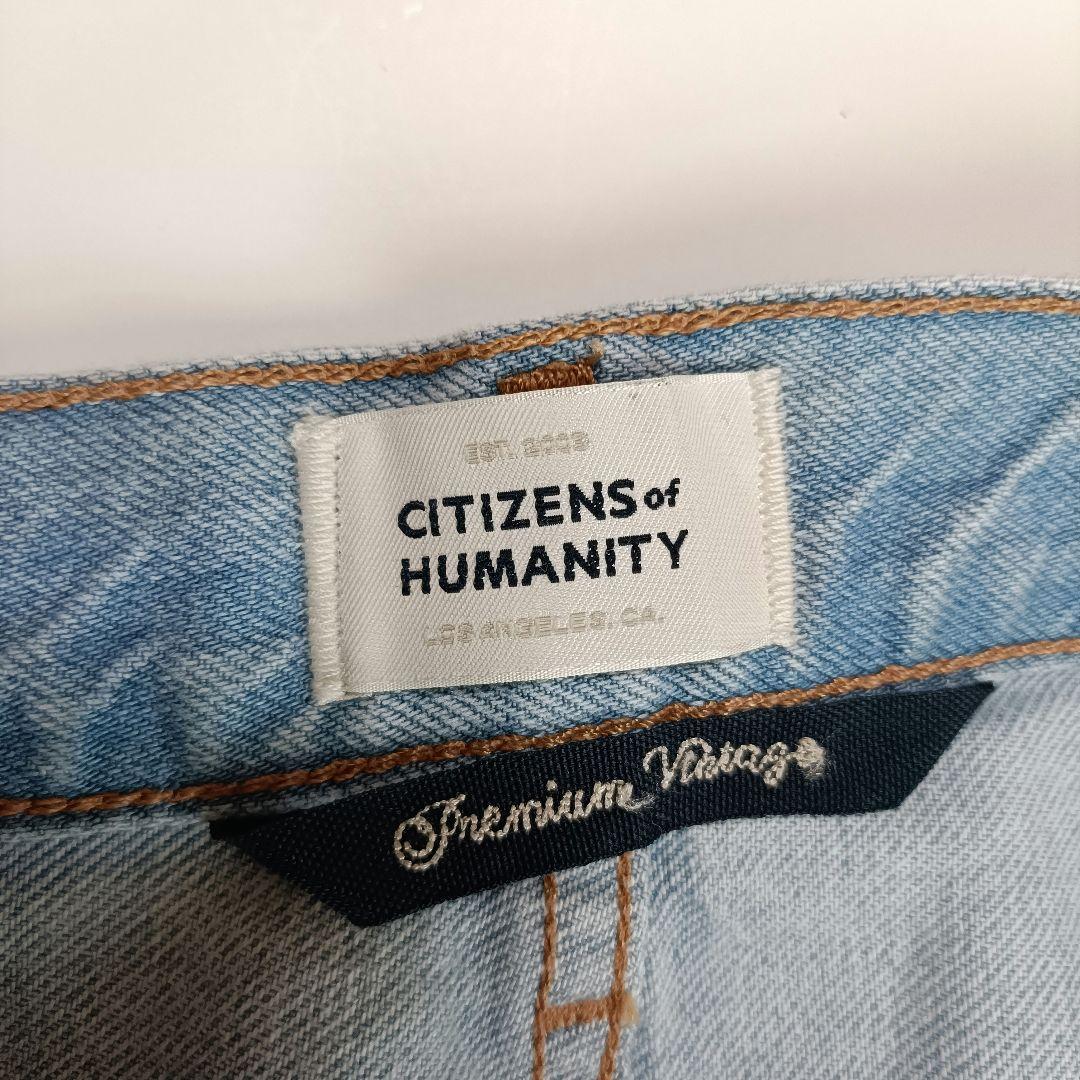 EST. 2003
CITIZENS of
HUMANITY
LOS ANGELES, CA.
Premium Vintage